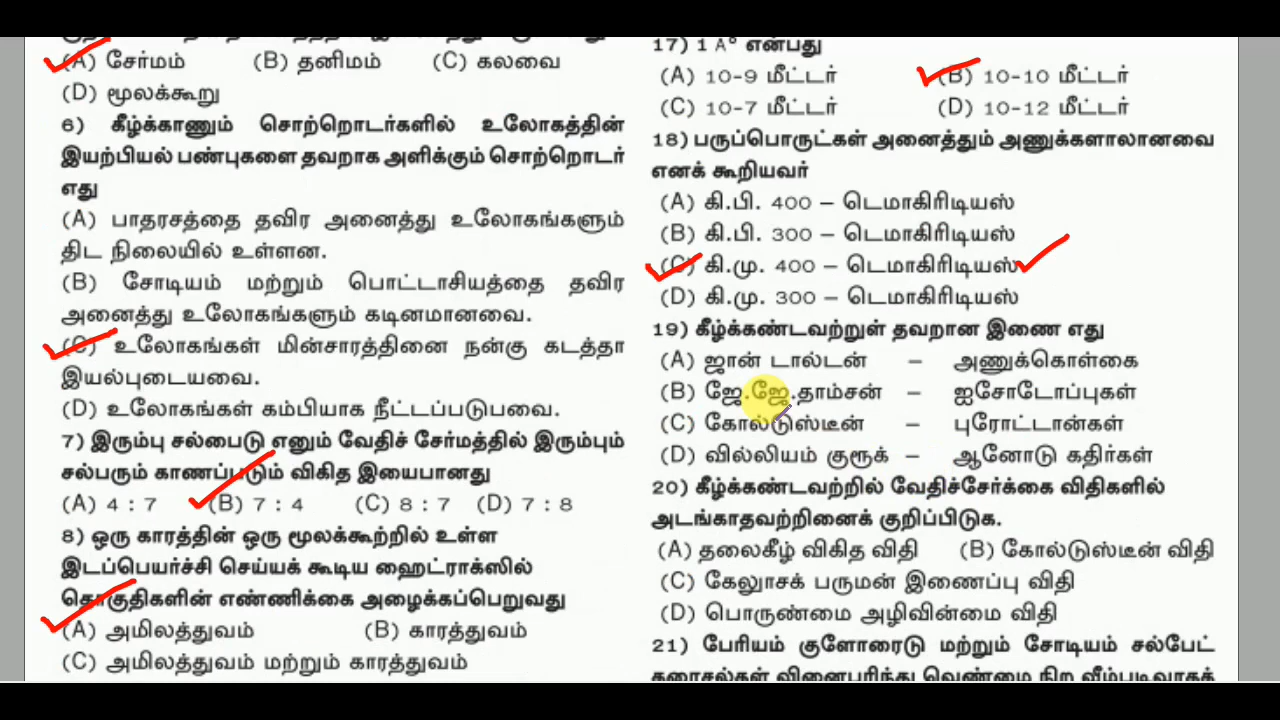 (A) சேர்மம் (B) தனிமம் (C) கலவை
(D) மூலக்கூறு
6) கீழ்க்காணும் சொற்றொடர்களில் உலோகத்தின்
இயற்பியல் பண்புகளை தவறாக அளிக்கும் சொற்றொடர்
எது
(A) பாதரசத்தை தவிர அனைத்து உலோகங்களும்
திட நிலையில் உள்ளன.
(B) சோடியம் மற்றும் பொட்டாசியத்தை தவிர
அனைத்து உலோகங்களும் கடினமானவை.
(C) உலோகங்கள் மின்சாரத்தினை நன்கு கடத்தா
இயல்புடையவை.
(D) உலோகங்கள் கம்பியாக நீட்டப்படுபவை.
7) இரும்பு சல்பைடு எனும் வேதிச் சேர்மத்தில் இரும்பும்
சல்பரும் காணப்படும் விகித இயைபானது
(A) 4 : 7 (B) 7 : 4 (C) 8 : 7 (D) 7 : 8
8) ஒரு காரத்தின் ஒரு மூலக்கூற்றில் உள்ள
இடப்பெயர்ச்சி செய்யக் கூடிய ஹைட்ராக்ஸில்
தொகுதிகளின் எண்ணிக்கை அழைக்கப்பெறுவது
(A) அமிலத்துவம் (B) காரத்துவம்
(C) அமிலத்துவம் மற்றும் காரத்துவம்
17) 1 A° என்பது
(A) 10-9 மீட்டர் (B) 10-10 மீட்டர்
(C) 10-7 மீட்டர் (D) 10-12 மீட்டர்
18) பருப்பொருட்கள் அனைத்தும் அணுக்களாலானவை
எனக் கூறியவர்
(A) கி.பி. 400 – டெமாகிரிடியஸ்
(B) கி.பி. 300 – டெமாகிரிடியஸ்
(C) கி.மு. 400 – டெமாகிரிடியஸ்
(D) கி.மு. 300 – டெமாகிரிடியஸ்
19) கீழ்க்கண்டவற்றுள் தவறான இணை எது
(A) ஜான் டால்டன் – அணுக்கொள்கை
(B) ஜே.ஜே.தாம்சன் – ஐசோடோப்புகள்
(C) கோல்டுஸ்டீன் – புரோட்டான்கள்
(D) வில்லியம் குரூக் – ஆனோடு கதிர்கள்
20) கீழ்க்கண்டவற்றில் வேதிச்சேர்க்கை விதிகளில்
அடங்காதவற்றினைக் குறிப்பிடுக.
(A) தலைகீழ் விகித விதி (B) கோல்டுஸ்டீன் விதி
(C) கேலூசக் பருமன் இணைப்பு விதி
(D) பொருண்மை அழிவின்மை விதி
21) பேரியம் குளோரைடு மற்றும் சோடியம் சல்பேட்
கரைசல்கள் வினைபுரிந்து வெண்மை நிற வீழ்படிவாகக்